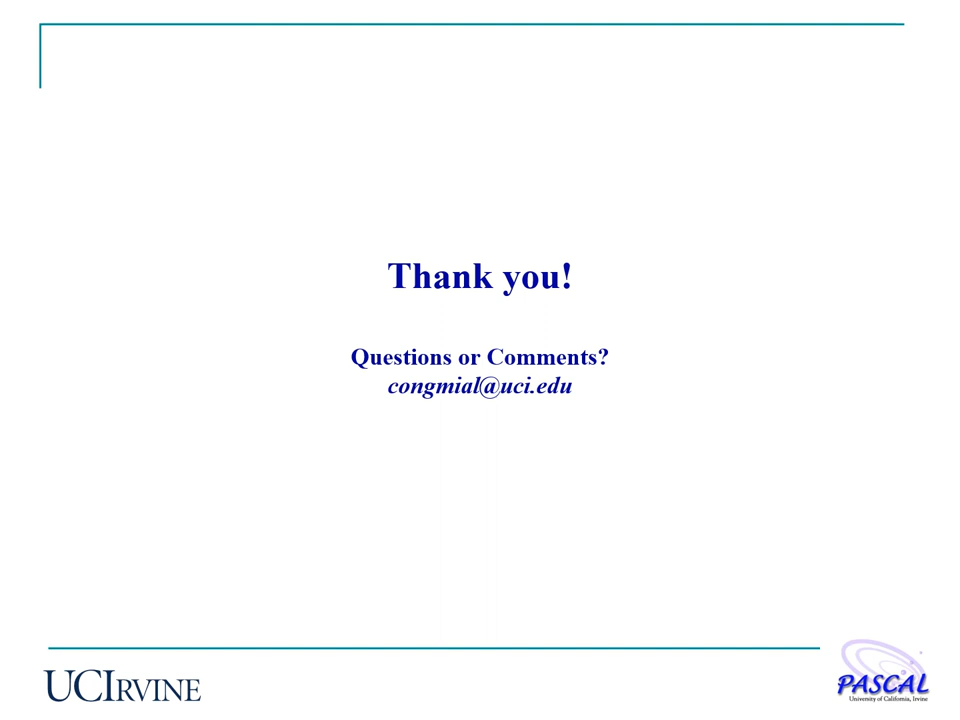 Thank you!
Questions or Comments?
congmial@uci.edu
UCIRVINE
PASCAL
University of California, Irvine